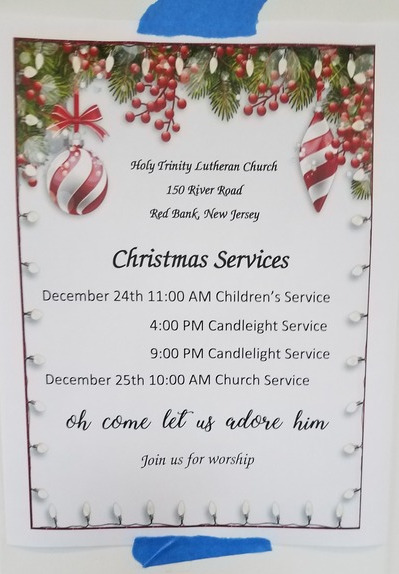 Holy Trinity Lutheran Church
150 River Road
Red Bank, New Jersey
Christmas Services
December 24th 11:00 AM Children's Service
4:00 PM Candleight Service
9:00 PM Candlelight Service
December 25th 10:00 AM Church Service
oh come let us adore him
Join us for worship